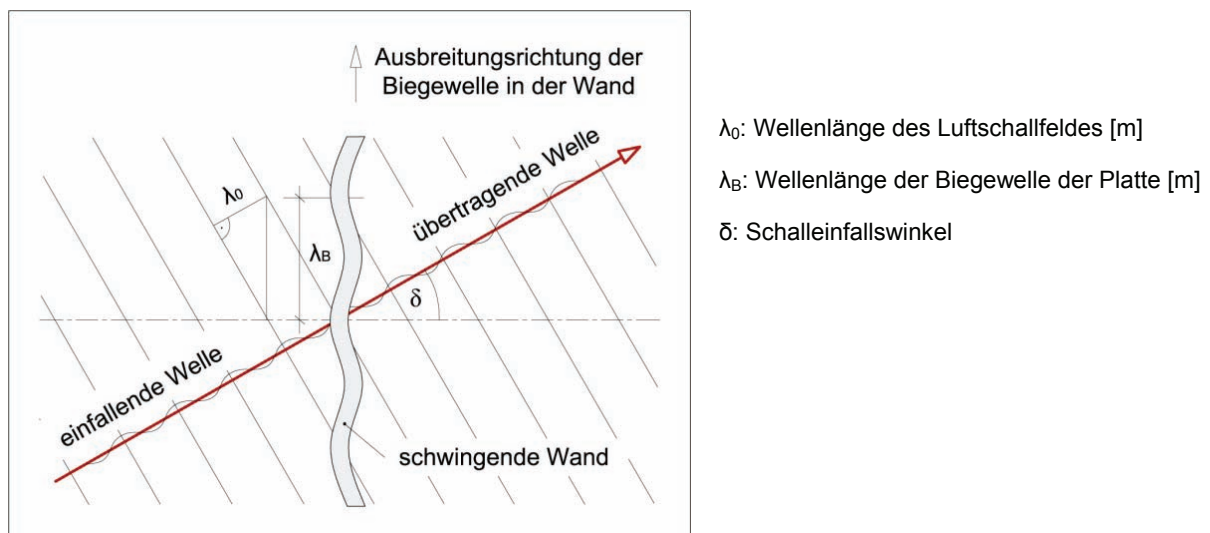 Ausbreitungsrichtung der
Biegewelle in der Wand
λ₀
λB
übertragende Welle
δ
einfallende Welle
schwingende Wand
λ₀: Wellenlänge des Luftschallfeldes [m]
λB: Wellenlänge der Biegewelle der Platte [m]
δ: Schalleinfallswinkel